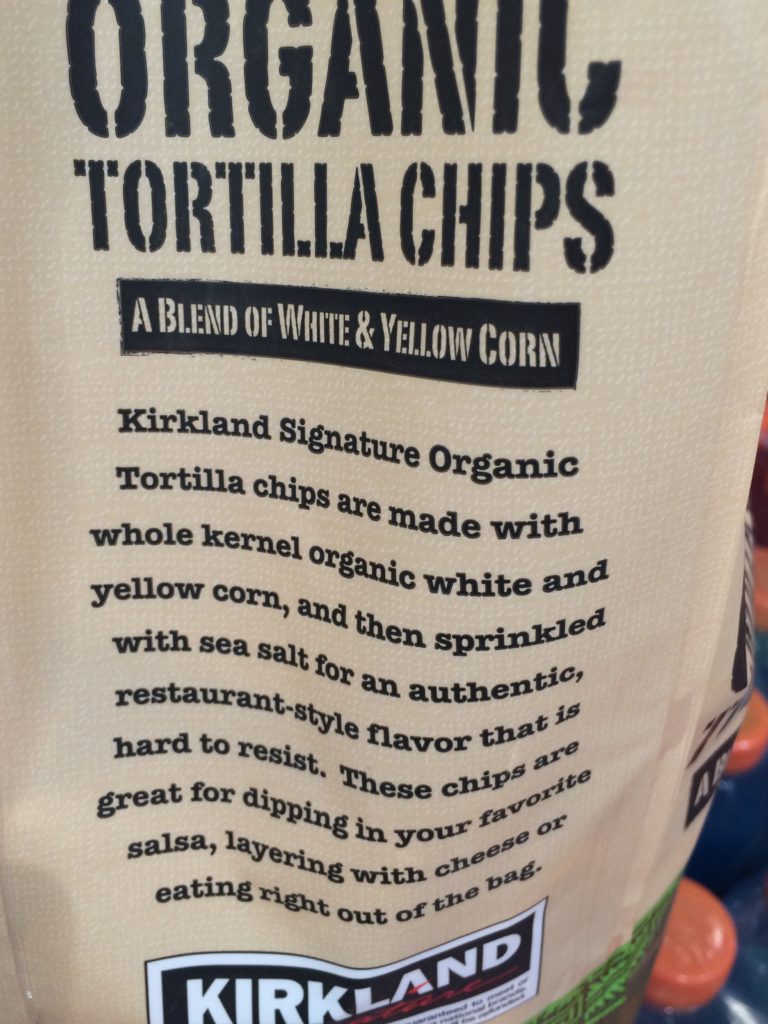 ORGANIC
TORTILLA CHIPS
A BLEND OF WHITE & YELLOW CORN
Kirkland Signature Organic
Tortilla chips are made with
whole kernel organic white and
yellow corn, and then sprinkled
with sea salt for an authentic,
restaurant-style flavor that is
hard to resist. These chips are
great for dipping in your favorite
salsa, layering with cheese or
eating right out of the bag.
KIRKLAND